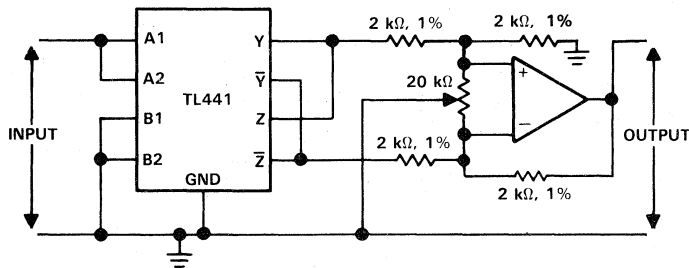 2 kΩ, 1%
2 kΩ, 1%
A1
Y
A2
Y̅
20 kΩ
+
TL441
INPUT
B1
Z
−
OUTPUT
2 kΩ, 1%
B2
Z̅
GND
2 kΩ, 1%